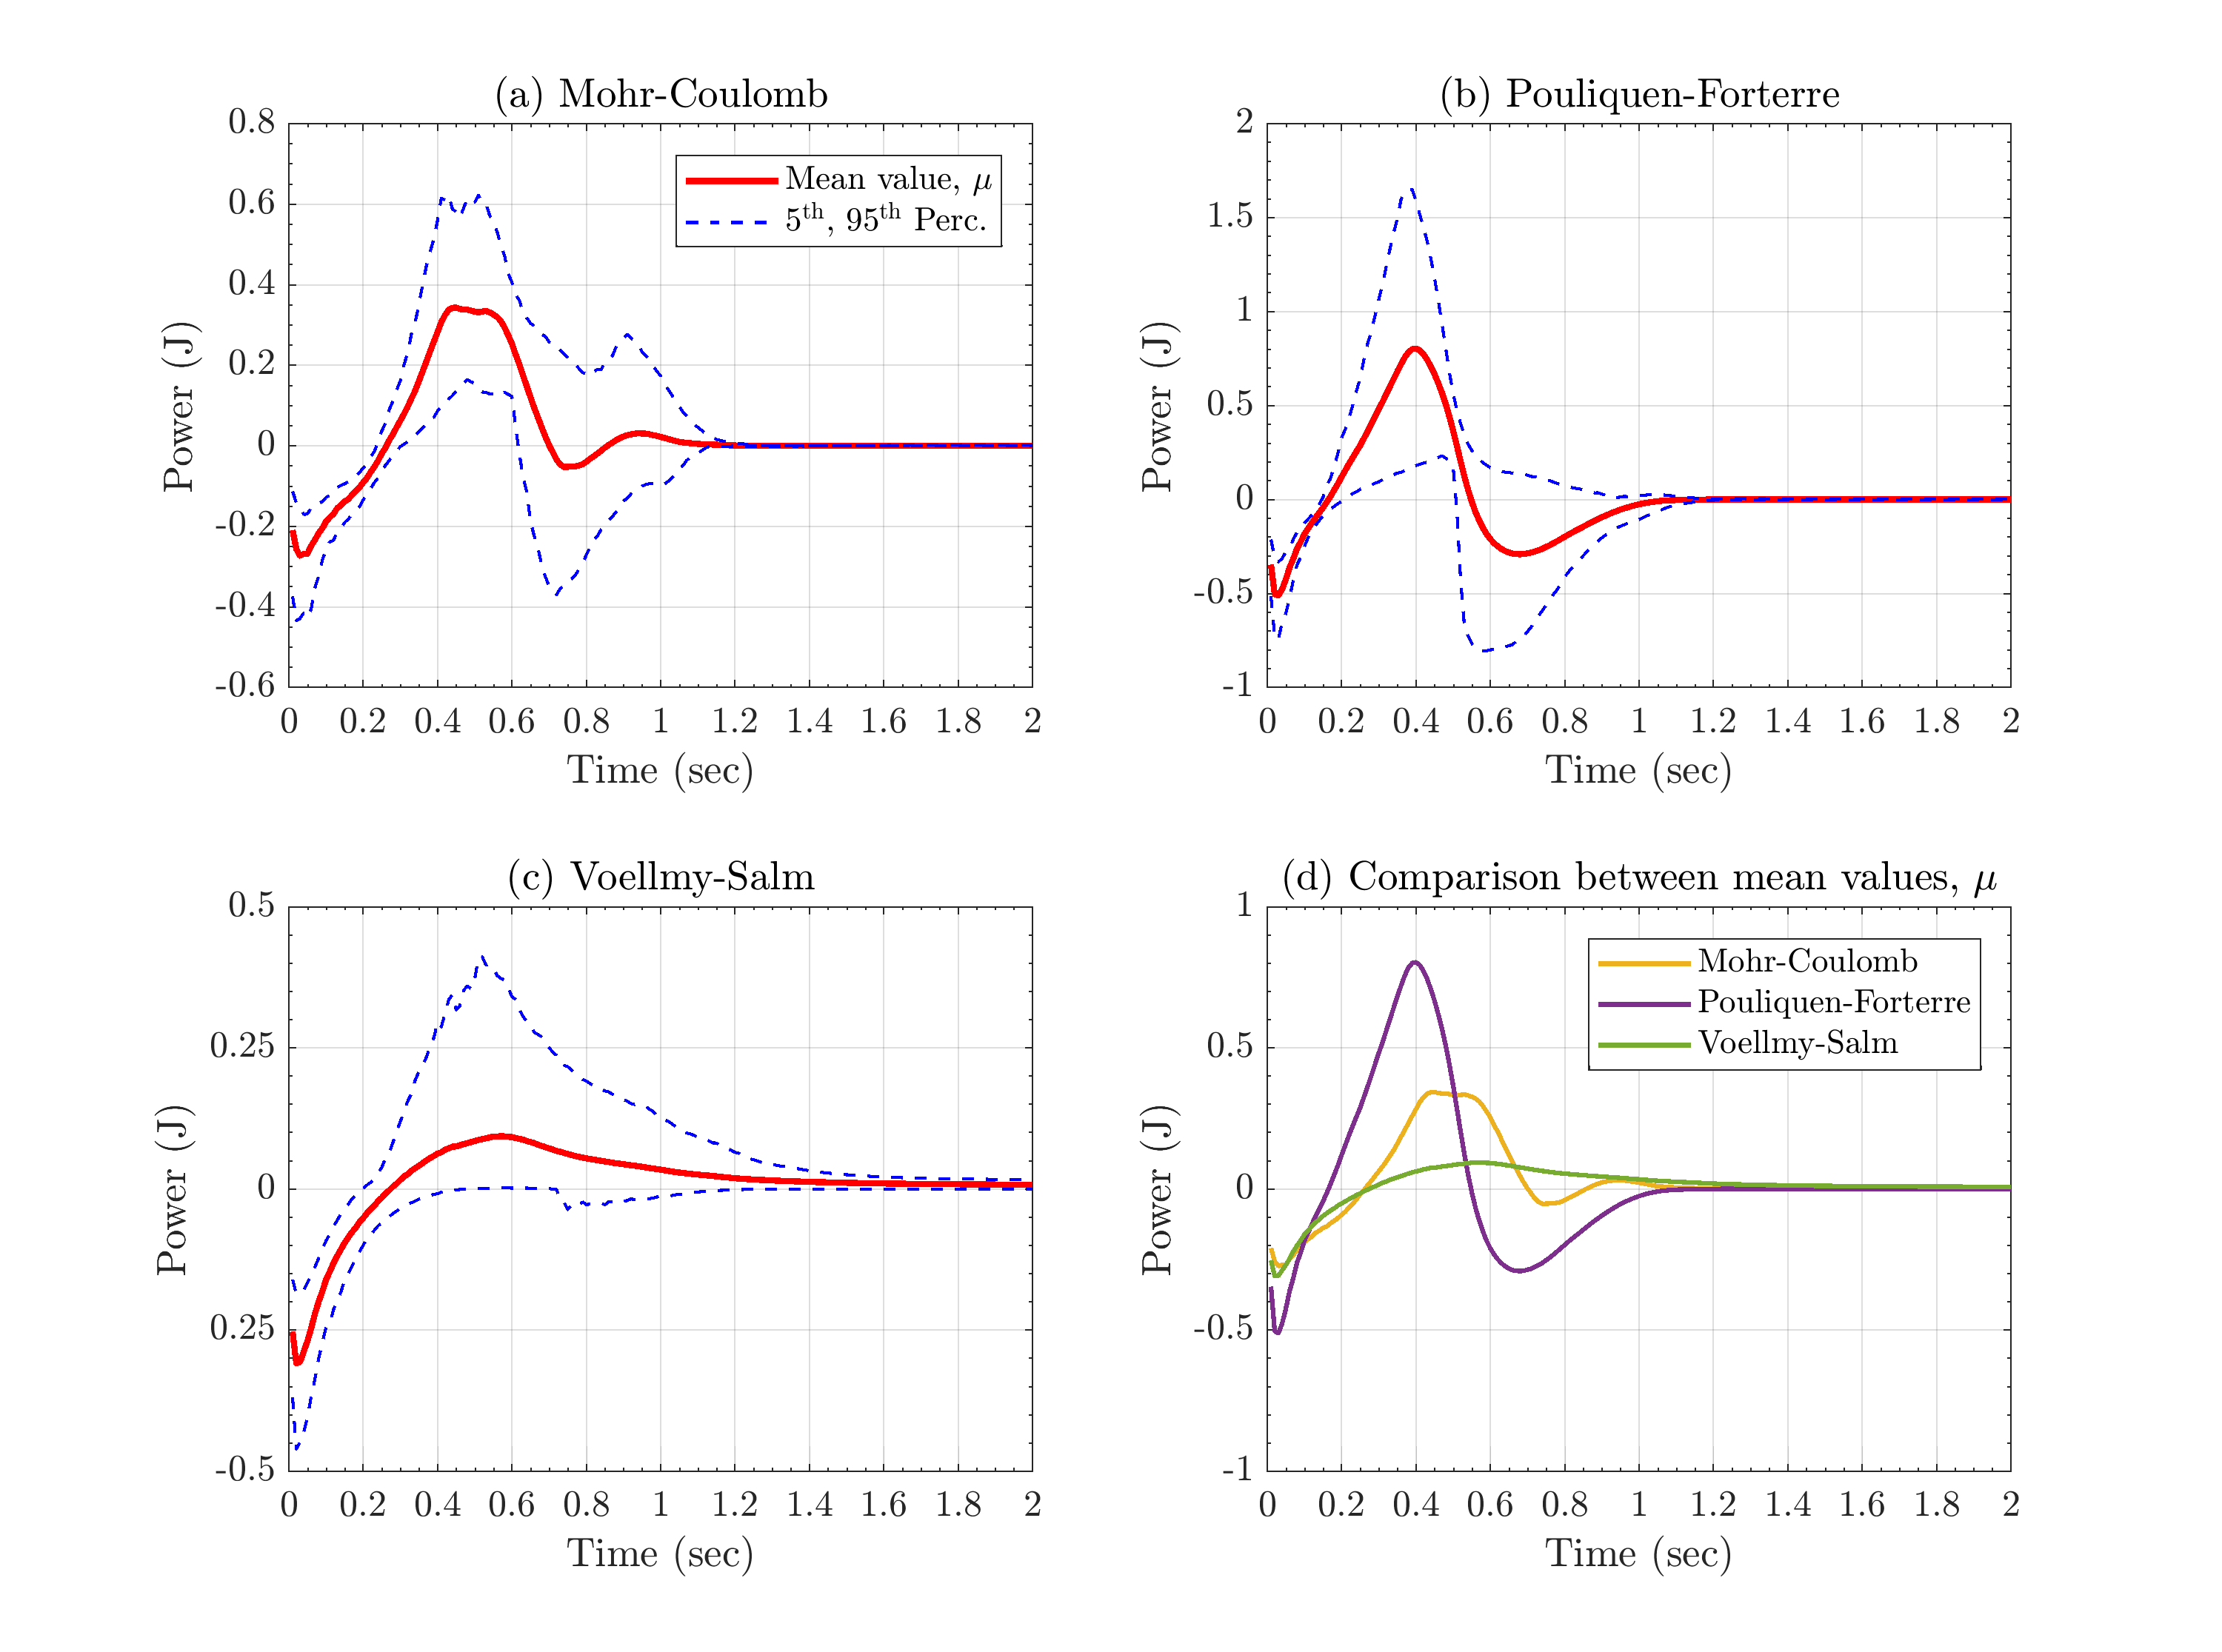 (a) Mohr-Coulomb
0.8
0.6
0.4
0.2
0
-0.2
-0.4
-0.6
Power (J)
Mean value, μ
5th, 95th Perc.
0 0.2 0.4 0.6 0.8 1 1.2 1.4 1.6 1.8 2
Time (sec)
(b) Pouliquen-Forterre
2
1.5
1
0.5
0
-0.5
-1
Power (J)
0 0.2 0.4 0.6 0.8 1 1.2 1.4 1.6 1.8 2
Time (sec)
(c) Voellmy-Salm
0.5
0.25
0
0.25
-0.5
Power (J)
0 0.2 0.4 0.6 0.8 1 1.2 1.4 1.6 1.8 2
Time (sec)
(d) Comparison between mean values, μ
1
0.5
0
-0.5
-1
Power (J)
Mohr-Coulomb
Pouliquen-Forterre
Voellmy-Salm
0 0.2 0.4 0.6 0.8 1 1.2 1.4 1.6 1.8 2
Time (sec)